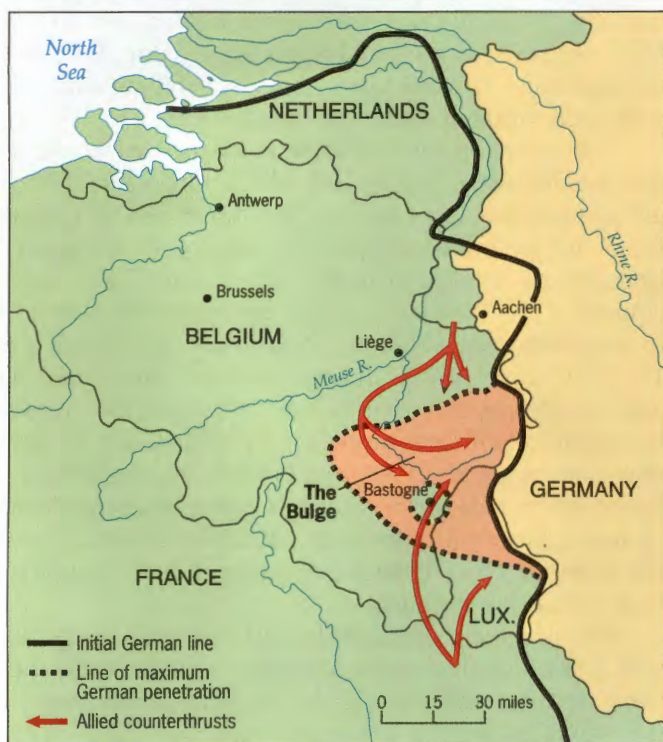 North
Sea
NETHERLANDS
Antwerp
Rhine R.
Brussels
Aachen
BELGIUM
Liège
Meuse R.
The
Bulge
Bastogne
GERMANY
FRANCE
LUX.
Initial German line
Line of maximum
German penetration
Allied counterthrusts
0 15 30 miles